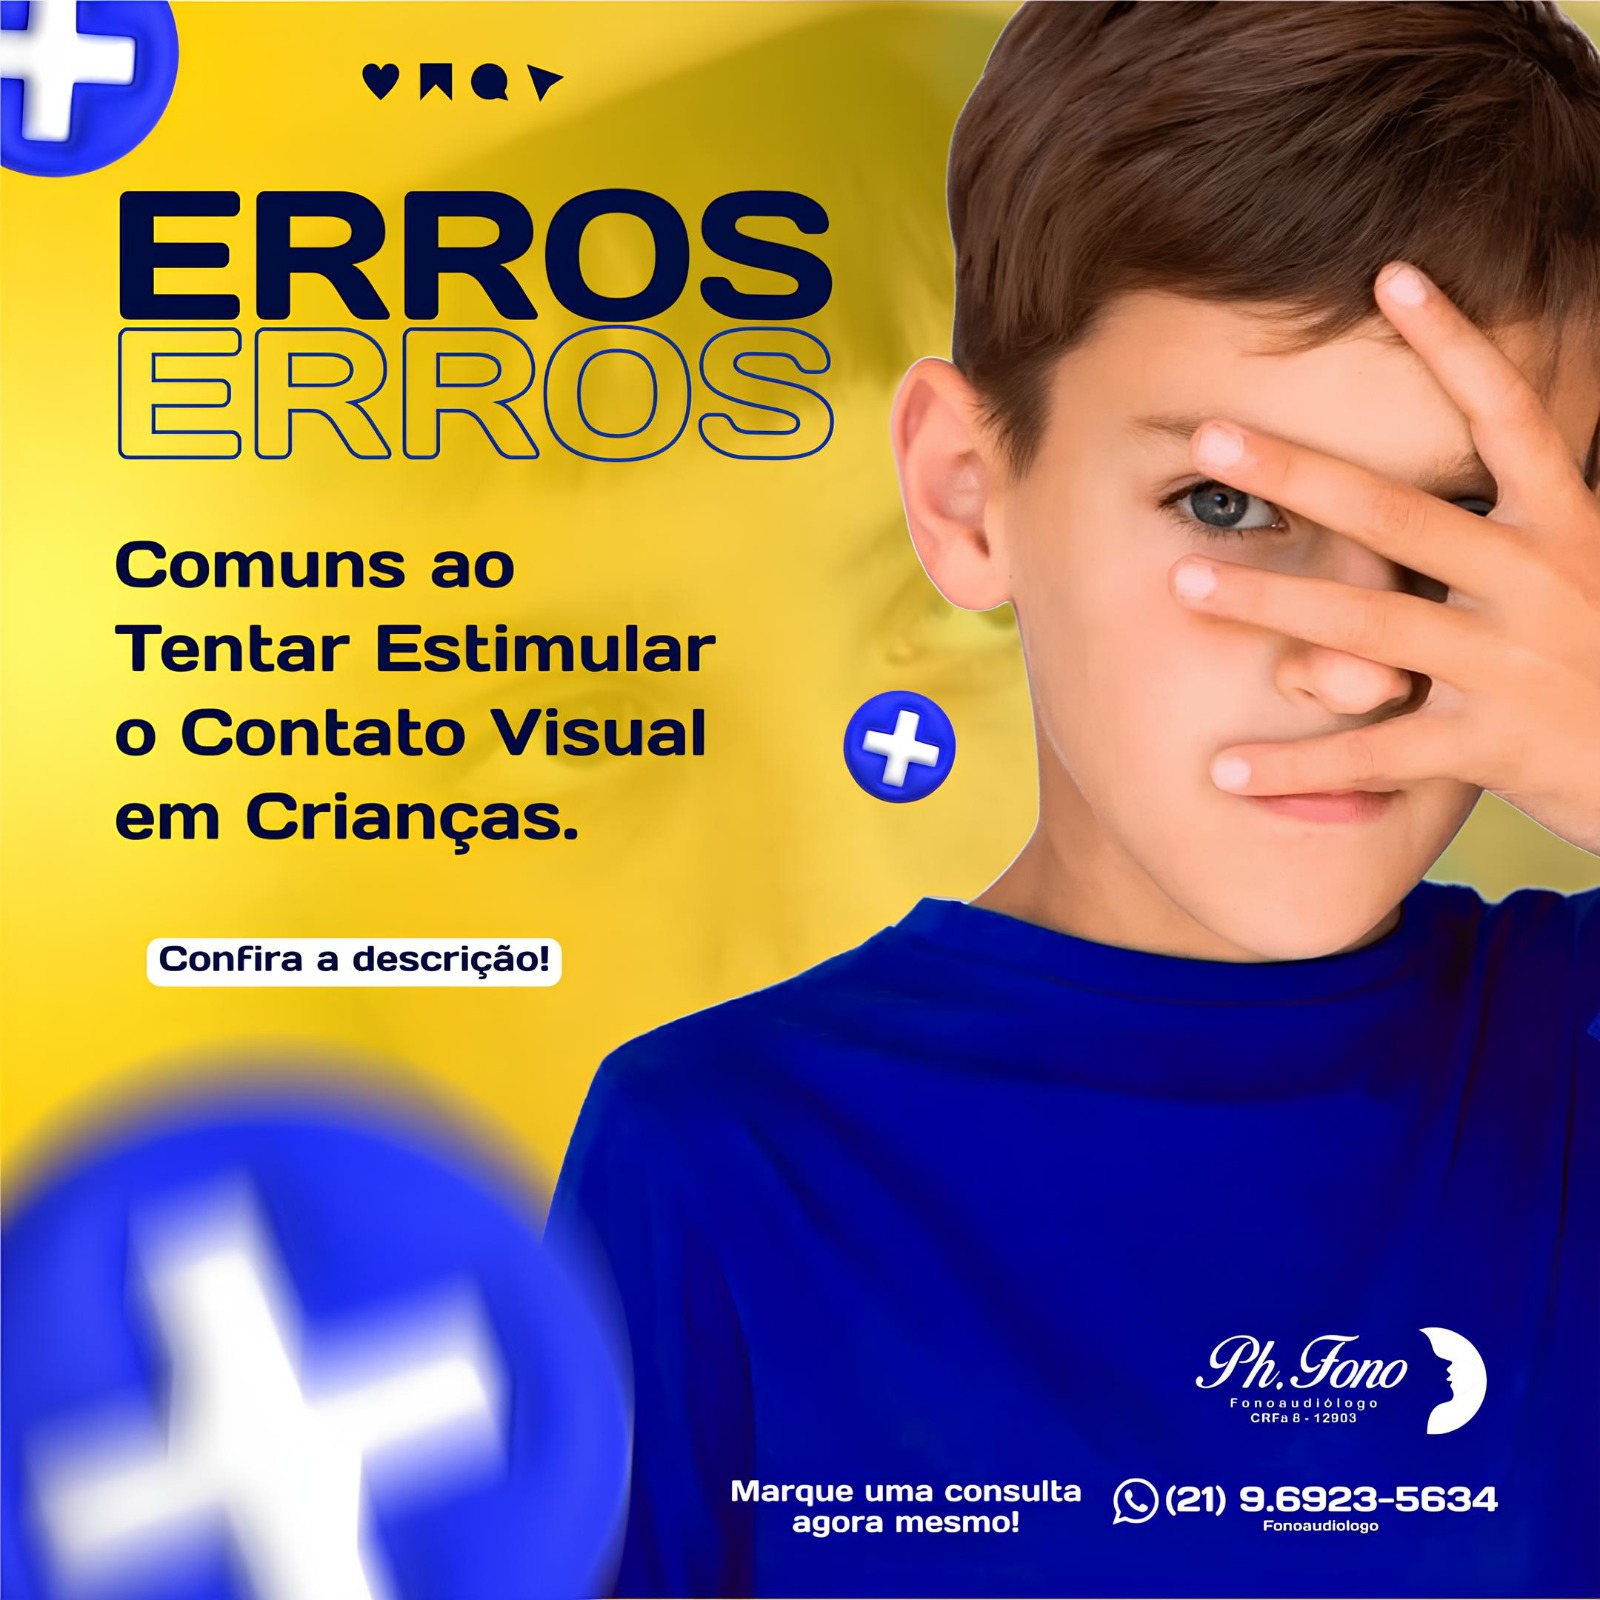 ERROS
ERROS
Comuns ao
Tentar Estimular
o Contato Visual
em Crianças.
Confira a descrição!
Ph.Fono
Fonoaudiólogo
CRFa 8 - 12903
Marque uma consulta
agora mesmo!
(21) 9.6923-5634
Fonoaudiologo